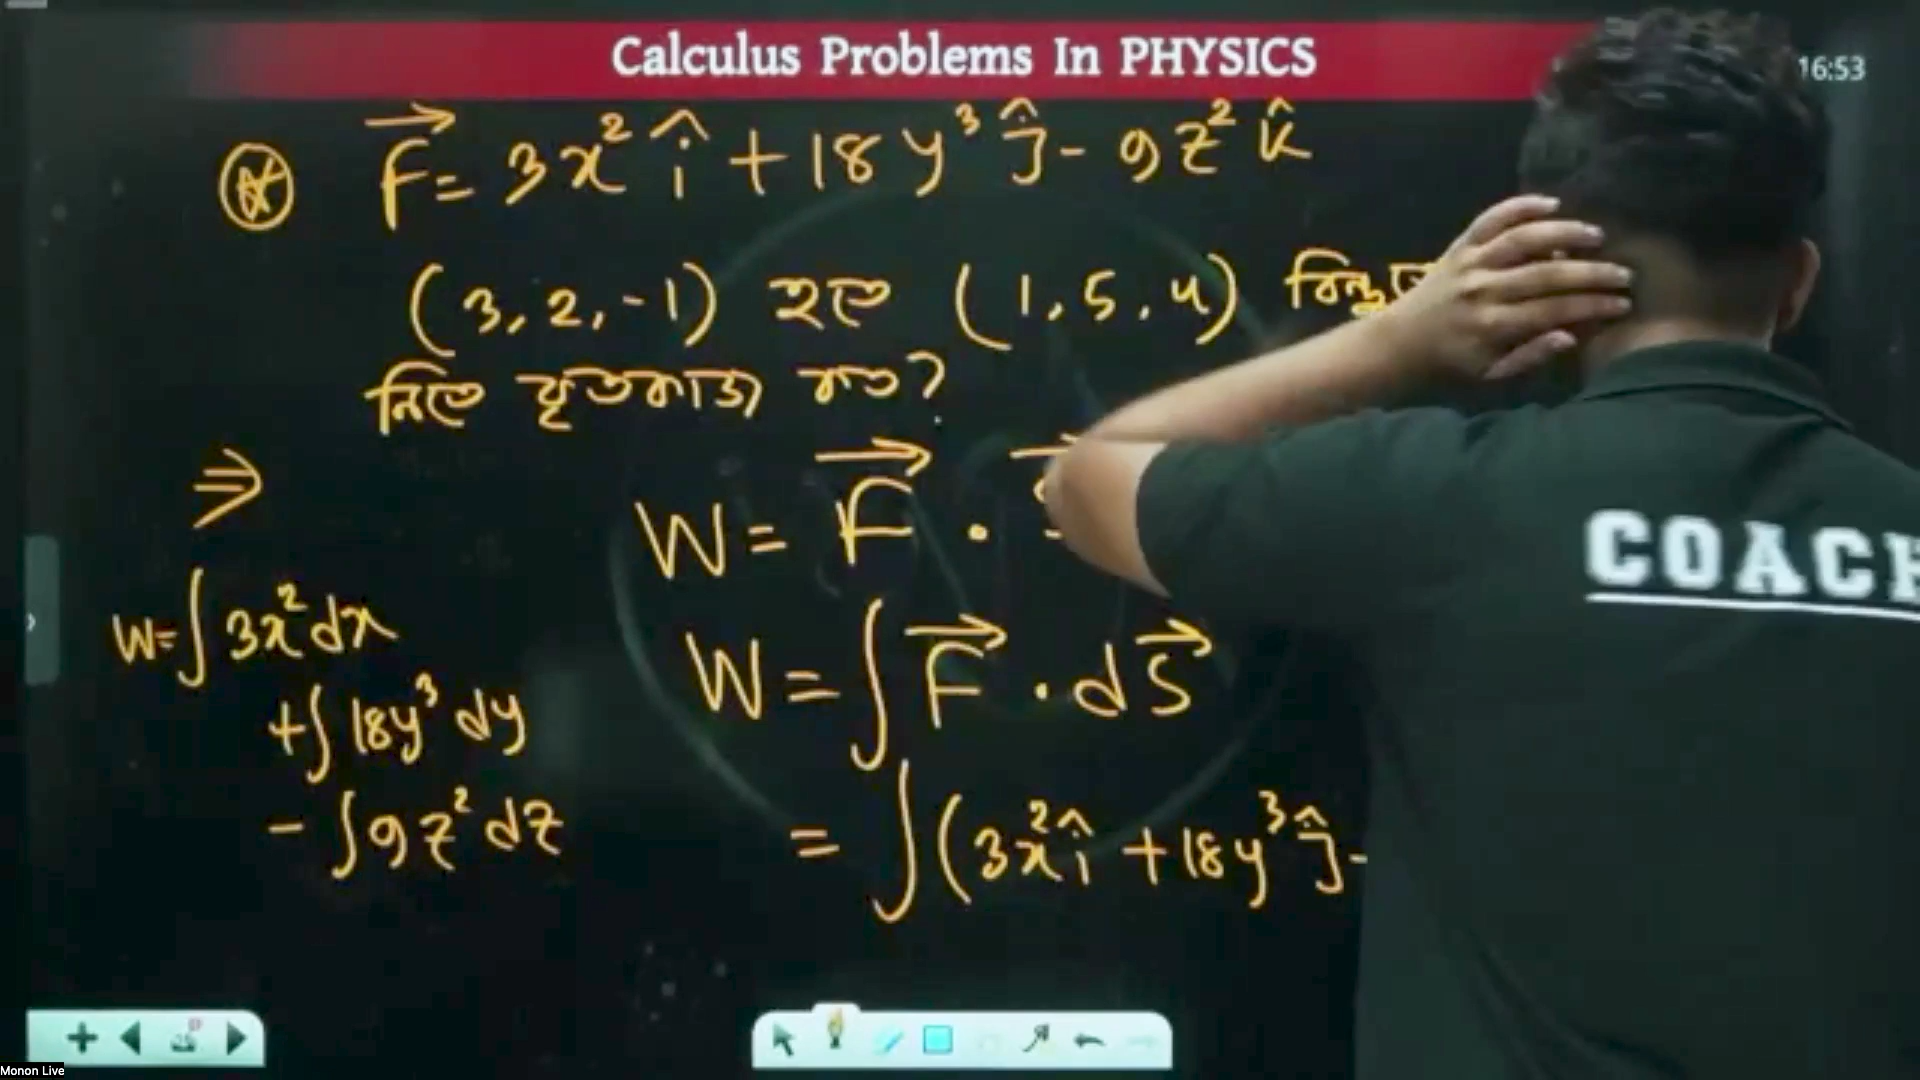 Calculus Problems In PHYSICS
16:53
F⃗ = 3x² î + 18y³ ĵ - 9z² k̂
(3, 2, -1) হতে (1, 5, 4)
নিতে কৃতকাজ কত?
⇒ W = F⃗ .
W = ∫ 3x² dx
+ ∫ 18y³ dy
- ∫ 9z² dz
W = ∫ F⃗ . dS⃗
= ∫ (3x² î + 18y³ ĵ -
COACH
Monon Live